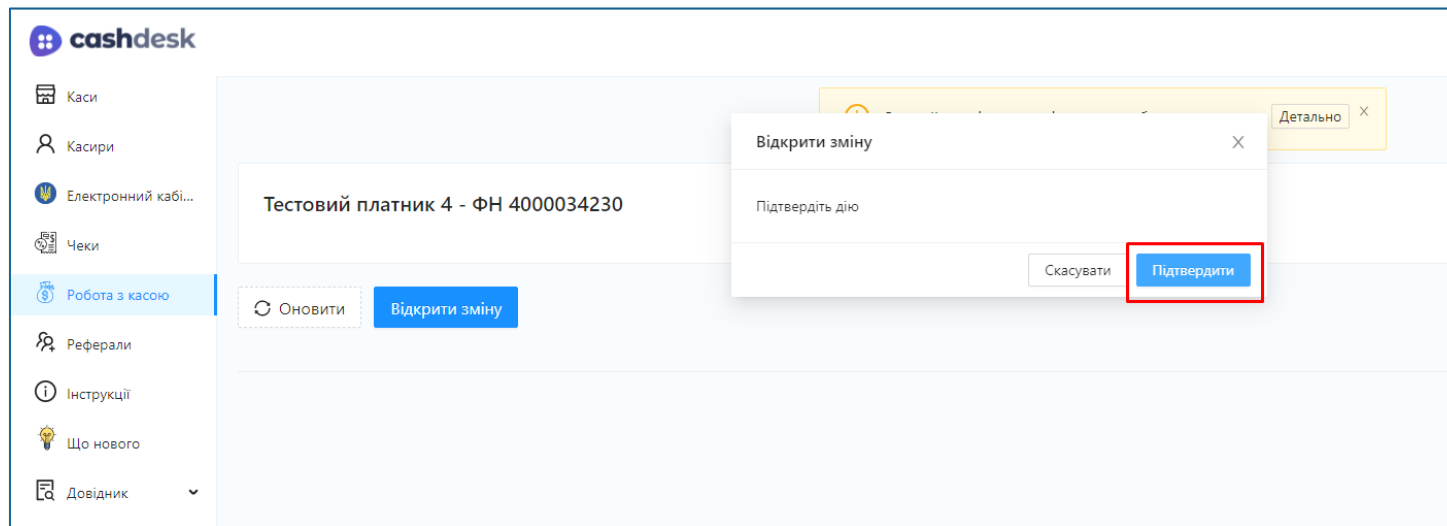 cashdesk
Каси
Касири
Електронний кабі...
Чеки
Робота з касою
Реферали
Інструкції
Що нового
Довідник
Детально
Тестовий платник 4 - ФН 4000034230
Оновити
Відкрити зміну
Відкрити зміну
Підтвердіть дію
Скасувати
Підтвердити